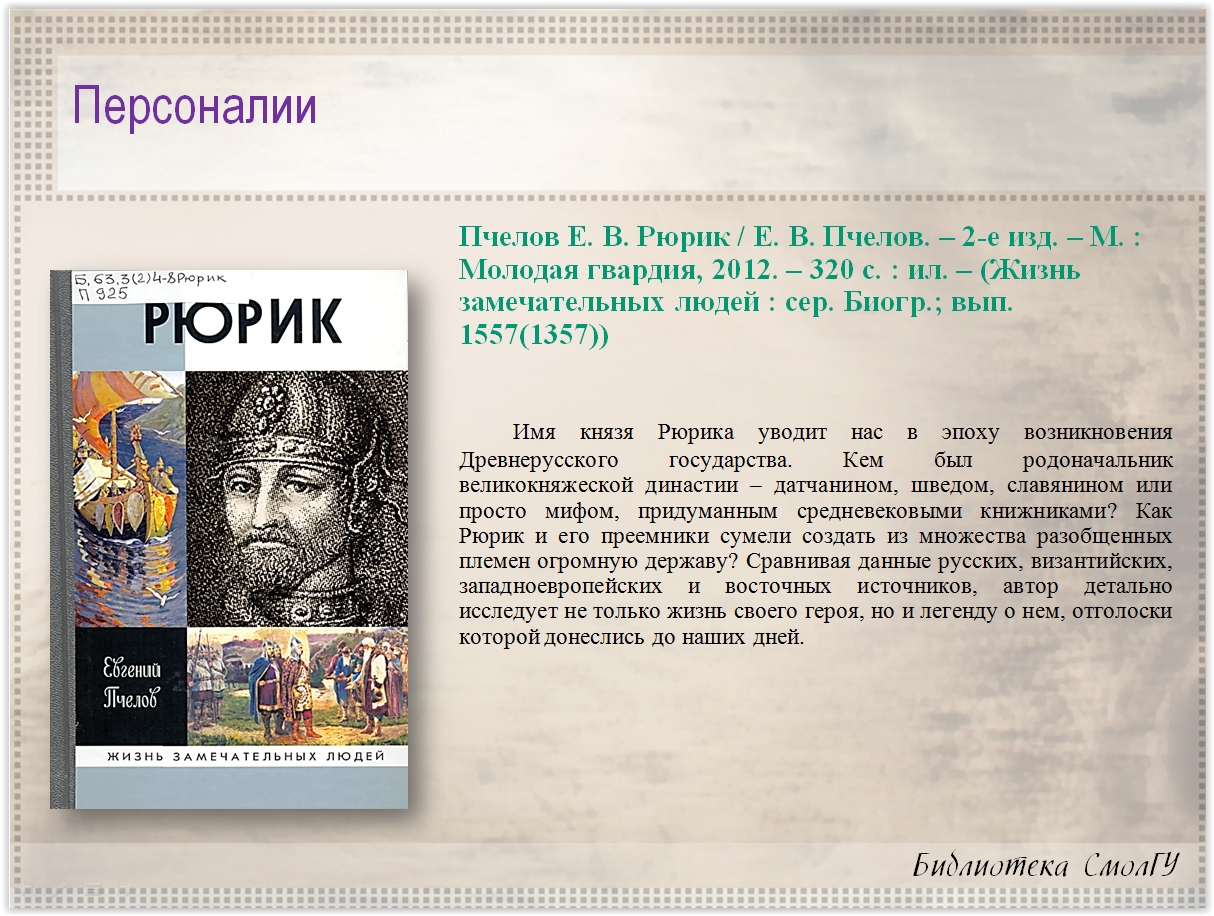 Персоналии
Пчелов Е. В. Рюрик / Е. В. Пчелов. – 2-е изд. – М. :
Молодая гвардия, 2012. – 320 с. : ил. – (Жизнь
замечательных людей : сер. Биогр.; вып.
1557(1357))
Б. 63.3(2)4-8Рюрик
П 925
РЮРИК
Евгений
Пчелов
ЖИЗНЬ ЗАМЕЧАТЕЛЬНЫХ ЛЮДЕЙ
Имя князя Рюрика уводит нас в эпоху возникновения
Древнерусского государства. Кем был родоначальник
великокняжеской династии – датчанином, шведом, славянином или
просто мифом, придуманным средневековыми книжниками? Как
Рюрик и его преемники сумели создать из множества разобщенных
племен огромную державу? Сравнивая данные русских, византийских,
западноевропейских и восточных источников, автор детально
исследует не только жизнь своего героя, но и легенду о нем, отголоски
которой донеслись до наших дней.
Библиотека СмолГУ